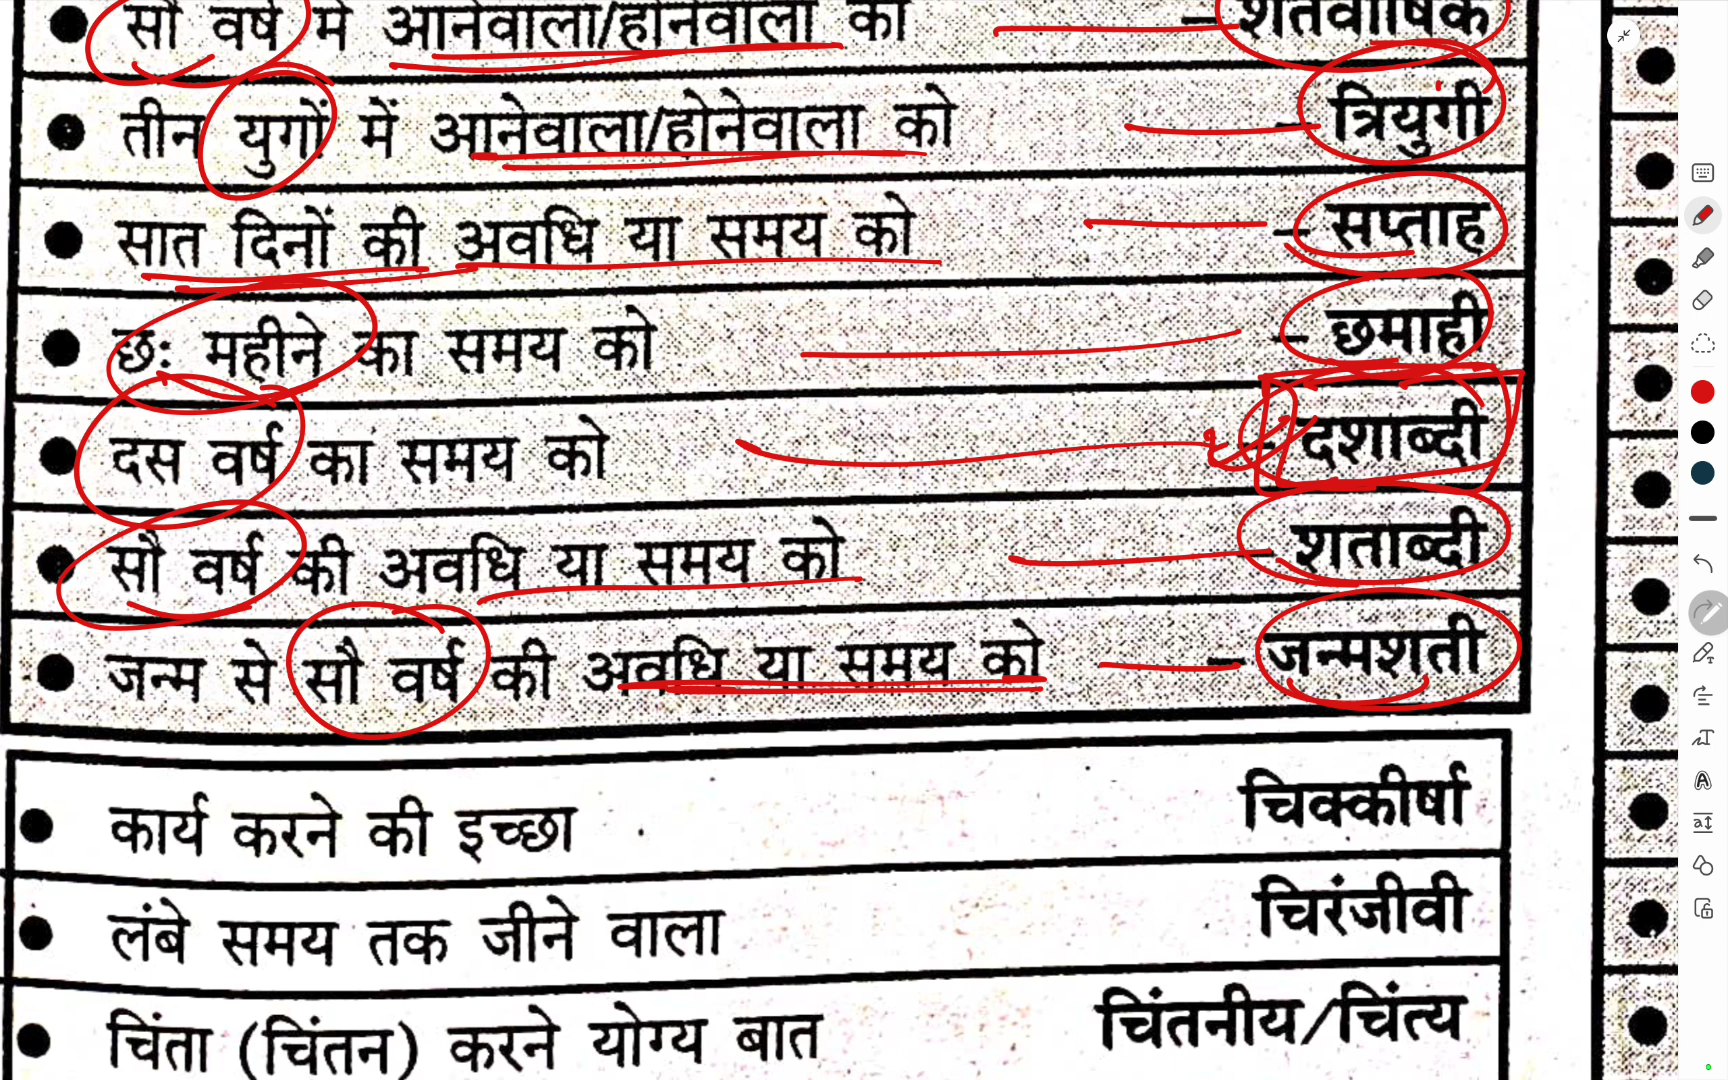 ● सौ वर्ष में आनेवाला/होनेवाला को – शतवार्षिक
● तीन युगों में आनेवाला/होनेवाला को – त्रियुगी
● सात दिनों की अवधि या समय को – सप्ताह
● छः महीने का समय को – छमाही
● दस वर्ष का समय को – दशाब्दी
● सौ वर्ष की अवधि या समय को – शताब्दी
● जन्म से सौ वर्ष की अवधि या समय को – जन्मशती
● कार्य करने की इच्छा चिक्कीर्षा
● लंबे समय तक जीने वाला चिरंजीवी
● चिंता (चिंतन) करने योग्य बात चिंतनीय/चिंत्य